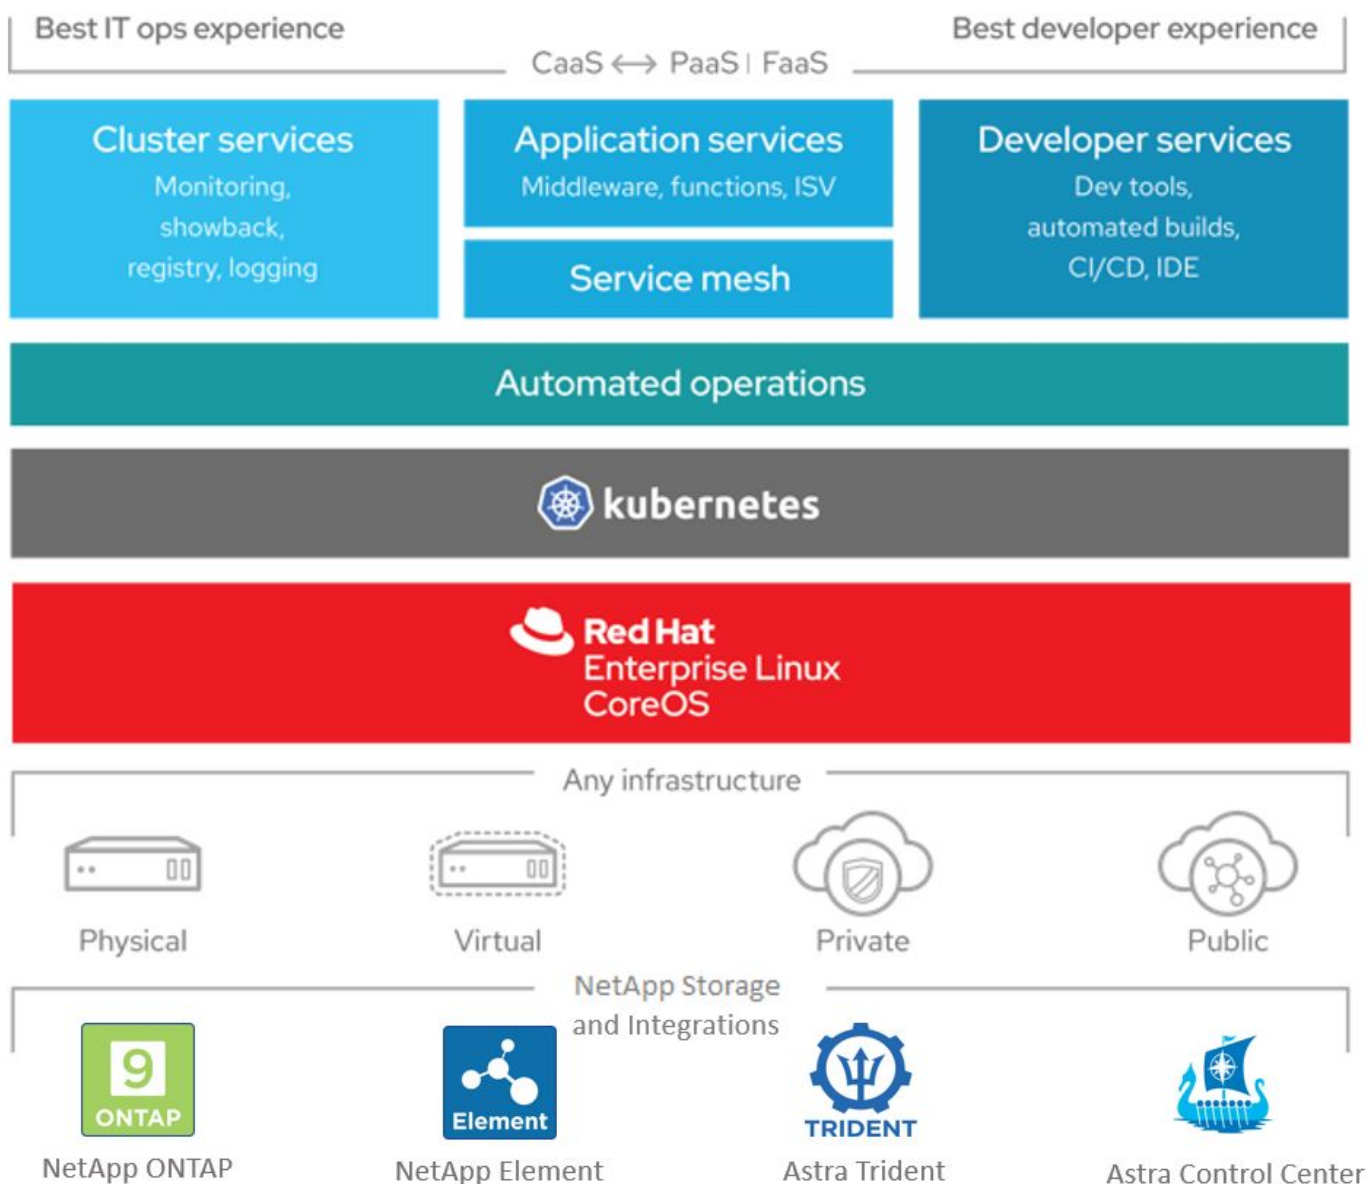 Best IT ops experience
Best developer experience
CaaS ↔ PaaS | FaaS
Cluster services
Monitoring,
showback,
registry, logging
Application services
Middleware, functions, ISV
Service mesh
Developer services
Dev tools,
automated builds,
CI/CD, IDE
Automated operations
kubernetes
Red Hat
Enterprise Linux
CoreOS
Any infrastructure
Physical
Virtual
Private
Public
NetApp Storage
and Integrations
9
ONTAP
NetApp ONTAP
Element
NetApp Element
TRIDENT
Astra Trident
Astra Control Center